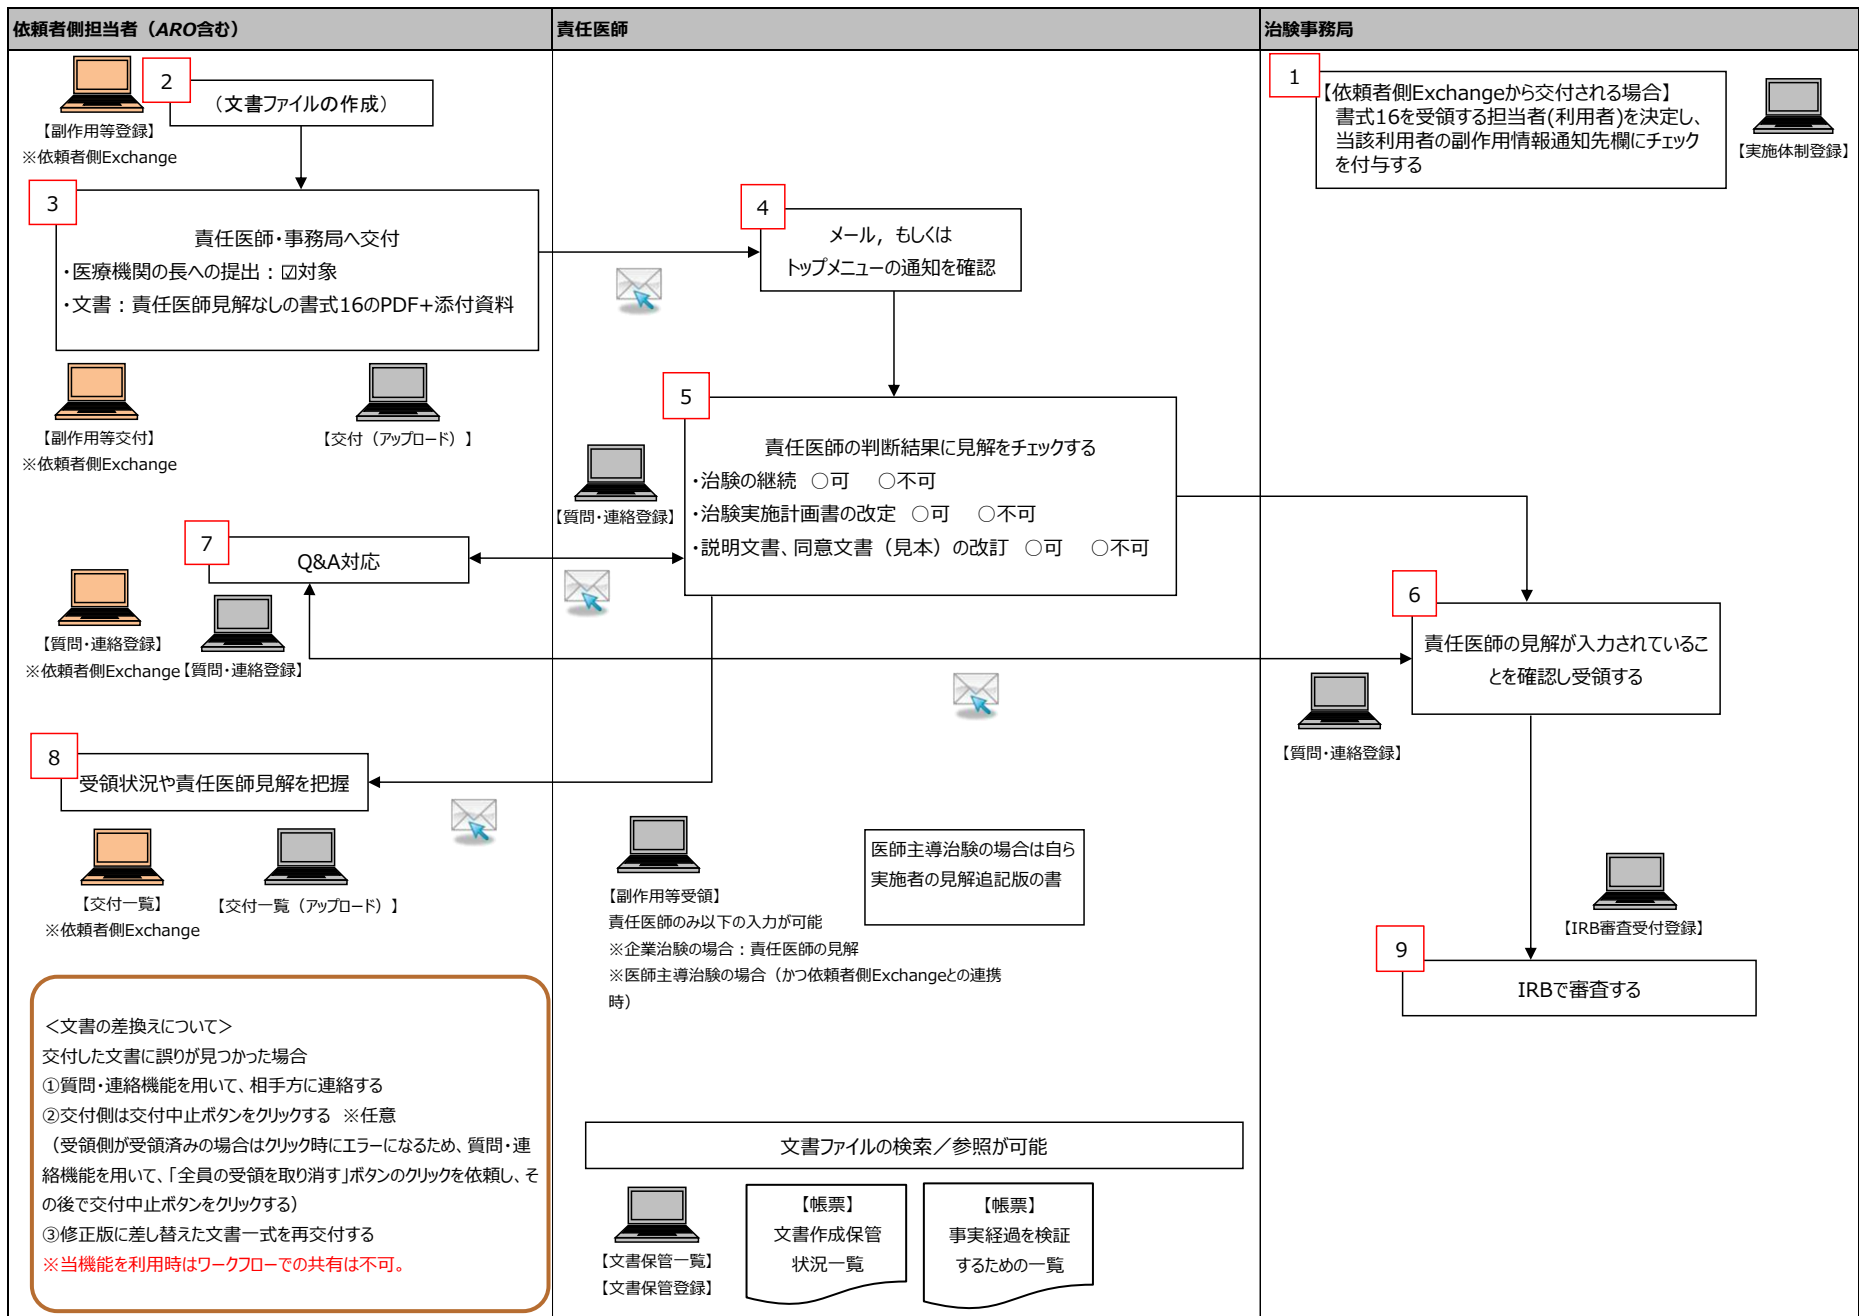 依頼者側担当者（ARO含む）
責任医師
治験事務局
1
【依頼者側Exchangeから交付される場合】
書式16を受領する担当者(利用者)を決定し、
当該利用者の副作用情報通知先欄にチェック
を付与する
【実施体制登録】
2
（文書ファイルの作成）
【副作用等登録】
※依頼者側Exchange
3
責任医師・事務局へ交付
・医療機関の長への提出：☑対象
・文書：責任医師見解なしの書式16のPDF+添付資料
【副作用等交付】
※依頼者側Exchange
【交付（アップロード）】
4
メール，もしくは
トップメニューの通知を確認
5
責任医師の判断結果に見解をチェックする
・治験の継続 ○可 ○不可
・治験実施計画書の改定 ○可 ○不可
・説明文書、同意文書（見本）の改訂 ○可 ○不可
【質問・連絡登録】
7
Q&A対応
【質問・連絡登録】
※依頼者側Exchange
【質問・連絡登録】
6
責任医師の見解が入力されているこ
とを確認し受領する
【質問・連絡登録】
8
受領状況や責任医師見解を把握
【交付一覧】
※依頼者側Exchange
【交付一覧（アップロード）】
【副作用等受領】
責任医師のみ以下の入力が可能
※企業治験の場合：責任医師の見解
※医師主導治験の場合（かつ依頼者側Exchangeとの連携
時）
医師主導治験の場合は自ら
実施者の見解追記版の書
【IRB審査受付登録】
9
IRBで審査する
＜文書の差換えについて＞
交付した文書に誤りが見つかった場合
①質問・連絡機能を用いて、相手方に連絡する
②交付側は交付中止ボタンをクリックする ※任意
（受領側が受領済みの場合はクリック時にエラーになるため、質問・連
絡機能を用いて、「全員の受領を取り消す」ボタンのクリックを依頼し、そ
の後で交付中止ボタンをクリックする）
③修正版に差し替えた文書一式を再交付する
※当機能を利用時はワークフローでの共有は不可。
文書ファイルの検索／参照が可能
【文書保管一覧】
【文書保管登録】
【帳票】
文書作成保管
状況一覧
【帳票】
事実経過を検証
するための一覧